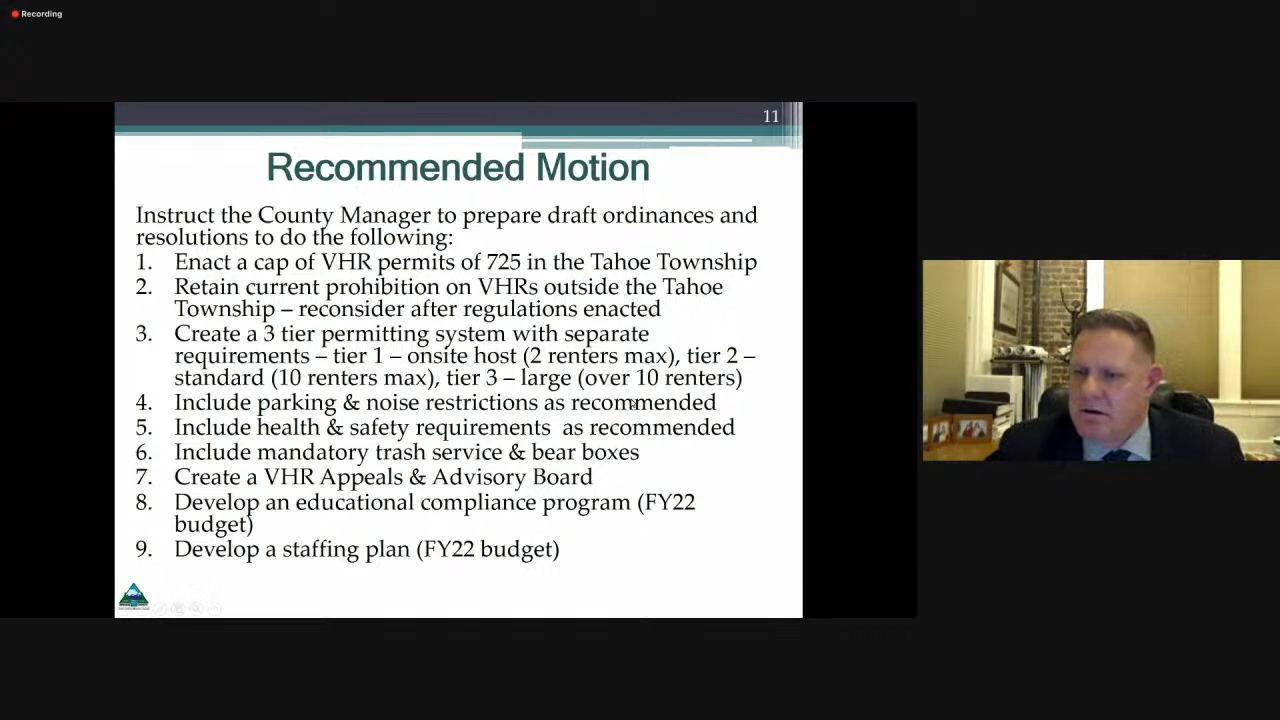 Recording
11
Recommended Motion
Instruct the County Manager to prepare draft ordinances and
resolutions to do the following:
1. Enact a cap of VHR permits of 725 in the Tahoe Township
2. Retain current prohibition on VHRs outside the Tahoe
Township – reconsider after regulations enacted
3. Create a 3 tier permitting system with separate
requirements – tier 1 – onsite host (2 renters max), tier 2 –
standard (10 renters max), tier 3 – large (over 10 renters)
4. Include parking & noise restrictions as recommended
5. Include health & safety requirements as recommended
6. Include mandatory trash service & bear boxes
7. Create a VHR Appeals & Advisory Board
8. Develop an educational compliance program (FY22
budget)
9. Develop a staffing plan (FY22 budget)